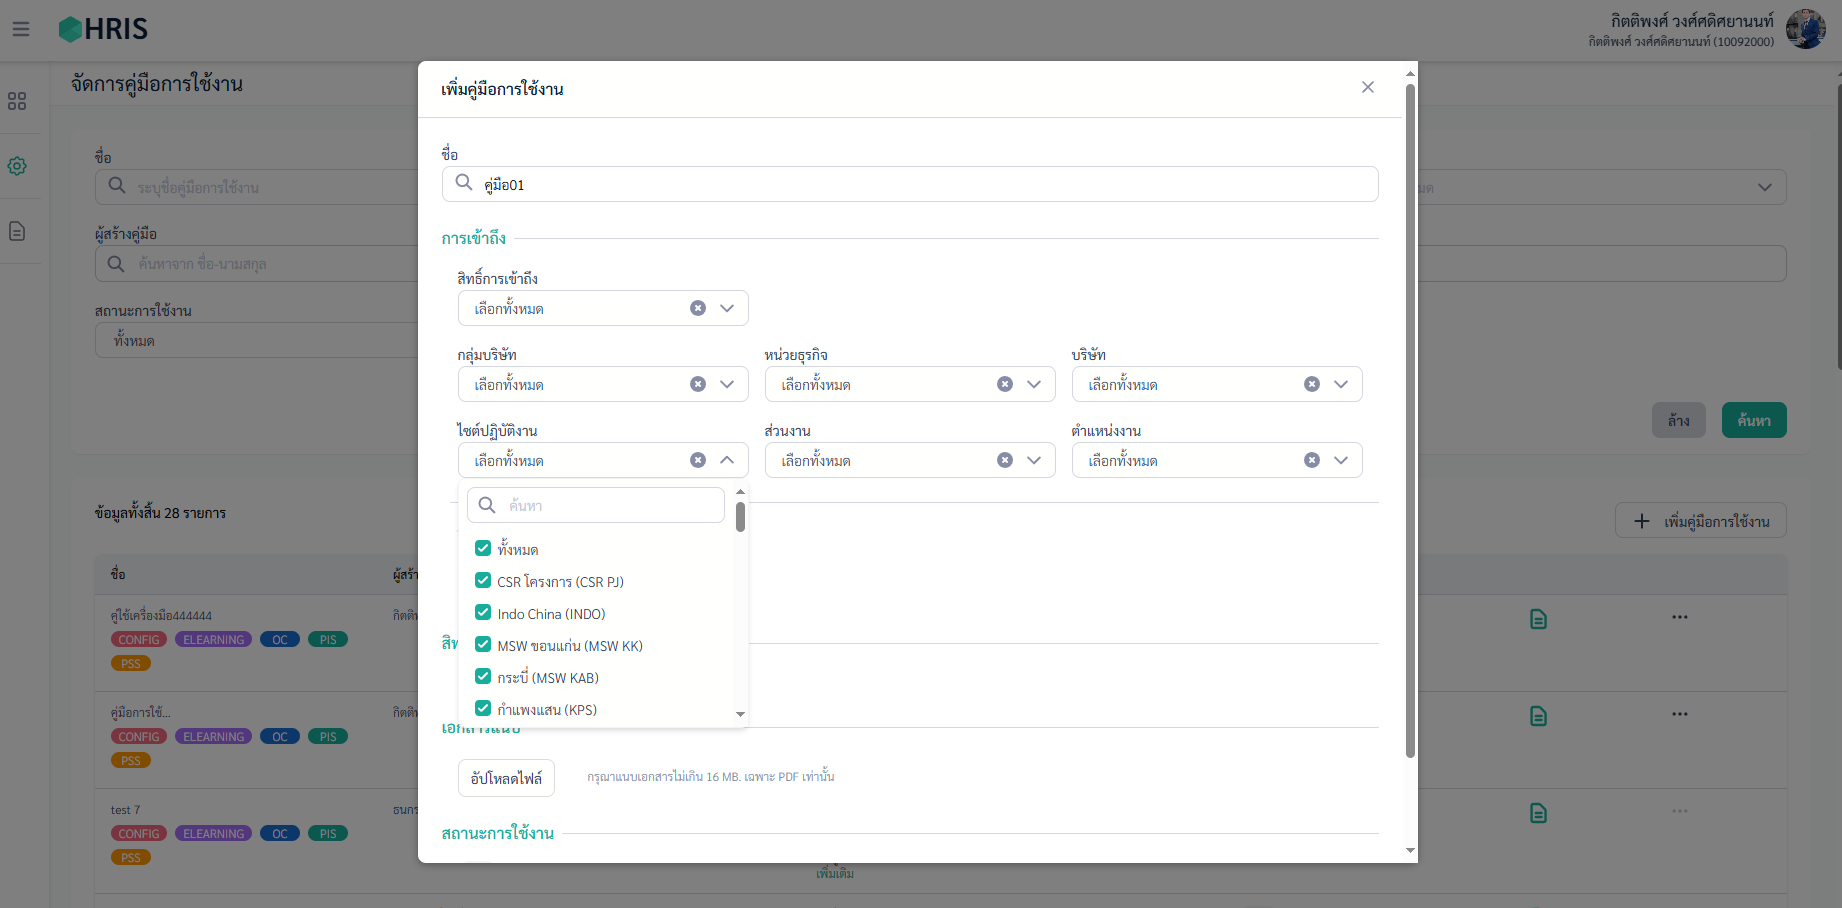 HRIS
กิตติพงศ์ วงศ์ศดิศยานนท์
กิตติพงศ์ วงศ์ศดิศยานนท์ (10092000)
จัดการคู่มือการใช้งาน
ชื่อ
ระบุชื่อคู่มือการใช้งาน
ผู้สร้างคู่มือ
ค้นหาจาก ชื่อ-นามสกุล
สถานะการใช้งาน
ทั้งหมด
ล้าง
ค้นหา
ข้อมูลทั้งสิ้น 28 รายการ
เพิ่มคู่มือการใช้งาน
ชื่อ
คู่ใช้เครื่องมือ444444
CONFIG ELEARNING OC PIS
PSS
คู่มือการใช้...
CONFIG ELEARNING OC PIS
PSS
test 7
CONFIG ELEARNING OC PIS
PSS
เพิ่มคู่มือการใช้งาน
ชื่อ
คู่มือ01
การเข้าถึง
สิทธิ์การเข้าถึง
เลือกทั้งหมด
กลุ่มบริษัท หน่วยธุรกิจ บริษัท
เลือกทั้งหมด เลือกทั้งหมด เลือกทั้งหมด
ไซต์ปฏิบัติงาน ส่วนงาน ตำแหน่งงาน
เลือกทั้งหมด เลือกทั้งหมด เลือกทั้งหมด
ค้นหา
ทั้งหมด
CSR โครงการ (CSR PJ)
Indo China (INDO)
MSW ขอนแก่น (MSW KK)
กระบี่ (MSW KAB)
กำแพงแสน (KPS)
เอกสารแนบ
อัปโหลดไฟล์ กรุณาแนบเอกสารไม่เกิน 16 MB. เฉพาะ PDF เท่านั้น
สถานะการใช้งาน
เพิ่มเติม